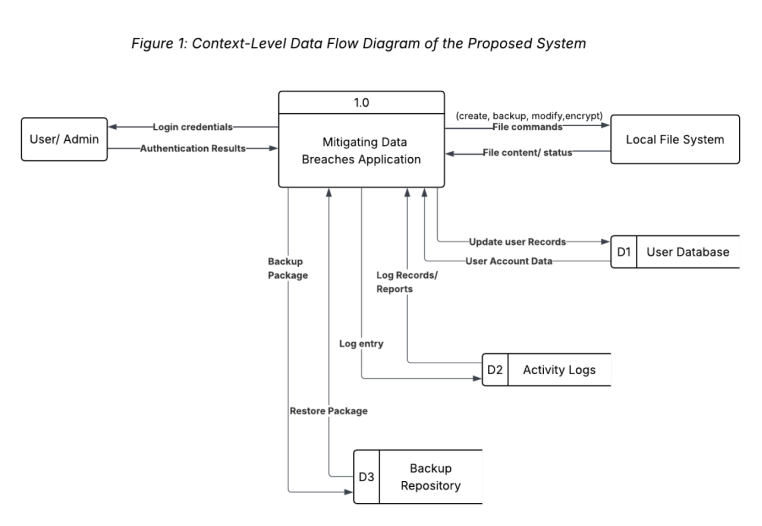 Figure 1: Context-Level Data Flow Diagram of the Proposed System
1.0
Mitigating Data
Breaches Application
User/ Admin
Login credentials
Authentication Results
(create, backup, modify,encrypt)
File commands
File content/ status
Local File System
Update user Records
User Account Data
D1
User Database
Backup
Package
Log Records/
Reports
Log entry
D2
Activity Logs
Restore Package
D3
Backup
Repository